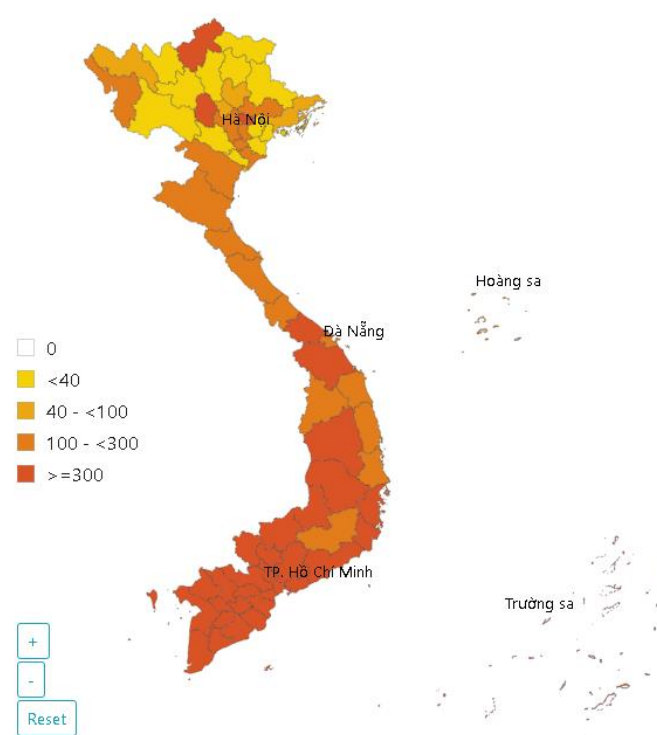 Hà Nội
Hoàng sa
Đà Nẵng
0
<40
40 - <100
100 - <300
>=300
TP. Hồ Chí Minh
Trường sa
+
-
Reset